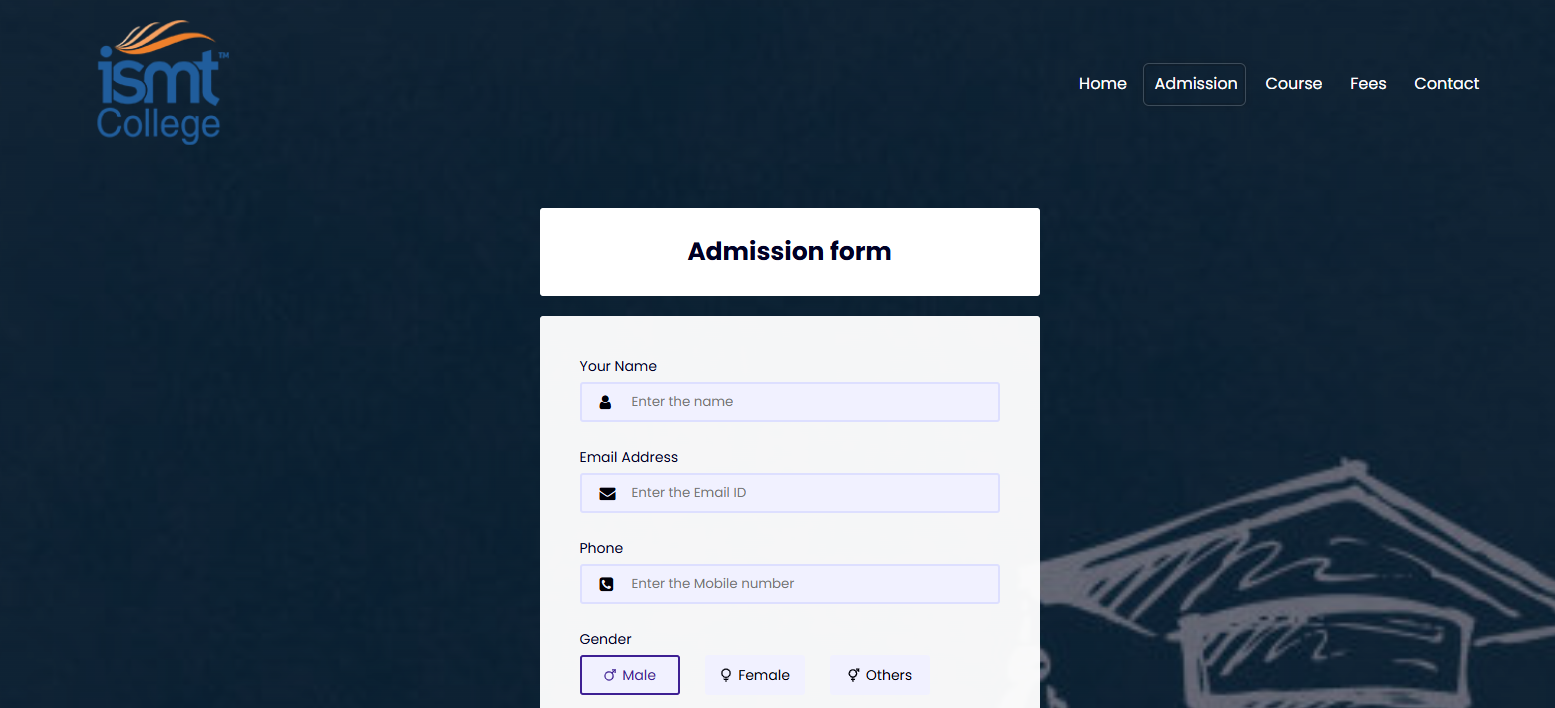 ismt™
College
Home Admission Course Fees Contact
Admission form
Your Name
Enter the name
Email Address
Enter the Email ID
Phone
Enter the Mobile number
Gender
Male Female Others